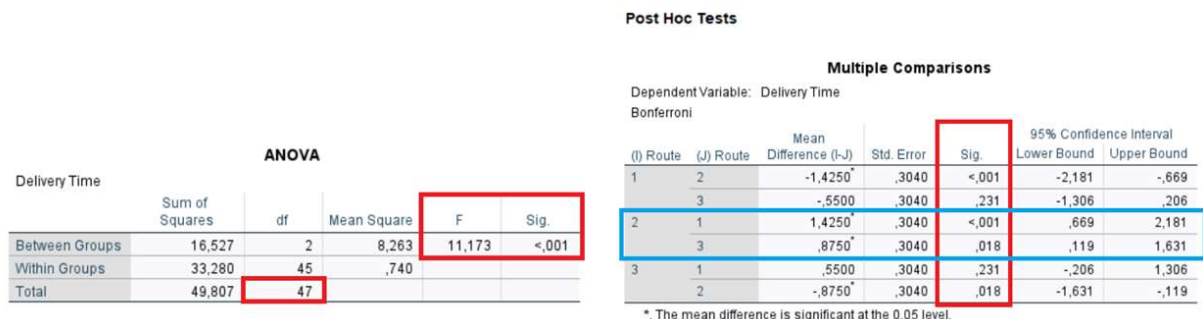 Post Hoc Tests
Multiple Comparisons
Dependent Variable: Delivery Time
Bonferroni
(I) Route (J) Route Mean Difference (I-J) Std. Error Sig. 95% Confidence Interval Lower Bound Upper Bound
1 2 -1,4250* ,3040 <,001 -2,181 -,669
3 -,5500 ,3040 ,231 -1,306 ,206
2 1 1,4250* ,3040 <,001 ,669 2,181
3 ,8750* ,3040 ,018 ,119 1,631
3 1 ,5500 ,3040 ,231 -,206 1,306
2 -,8750* ,3040 ,018 -1,631 -,119
*. The mean difference is significant at the 0.05 level.
ANOVA
Delivery Time
Sum of Squares df Mean Square F Sig.
Between Groups 16,527 2 8,263 11,173 <,001
Within Groups 33,280 45 ,740
Total 49,807 47